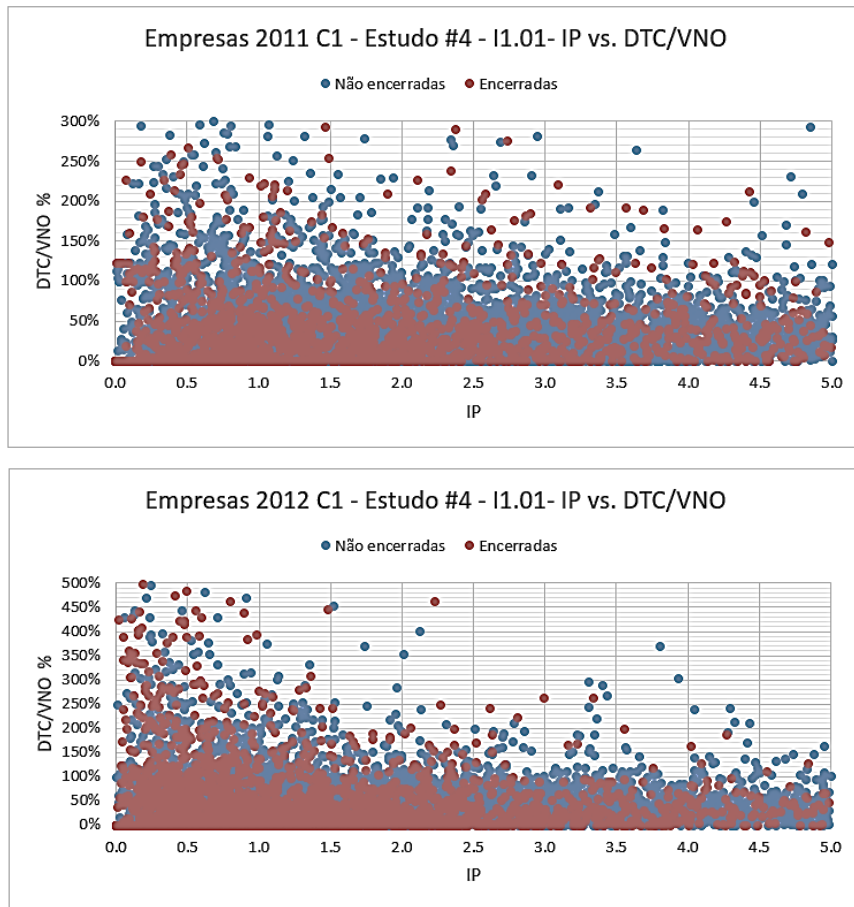 Empresas 2011 C1 - Estudo #4 - I1.01- IP vs. DTC/VNO
Não encerradas Encerradas
300%
250%
200%
150%
100%
50%
0%
DTC/VNO %
0.0 0.5 1.0 1.5 2.0 2.5 3.0 3.5 4.0 4.5 5.0
IP
Empresas 2012 C1 - Estudo #4 - I1.01- IP vs. DTC/VNO
Não encerradas Encerradas
500%
450%
400%
350%
300%
250%
200%
150%
100%
50%
0%
DTC/VNO %
0.0 0.5 1.0 1.5 2.0 2.5 3.0 3.5 4.0 4.5 5.0
IP